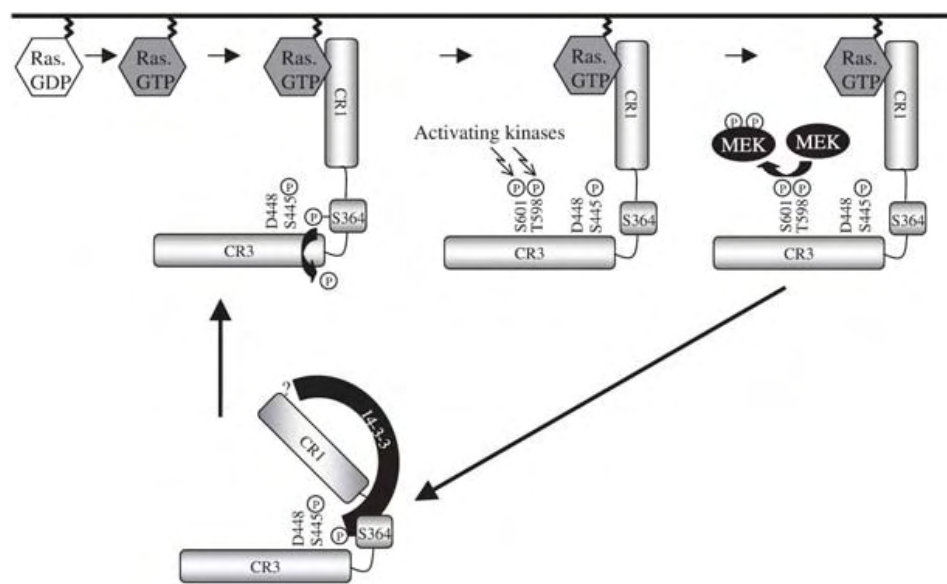 Ras.
GDP
Ras.
GTP
Ras.
GTP
CR1
D448
S445
P
P
S364
CR3
P
Ras.
GTP
CR1
Activating kinases
P
P
S601
T598
D448
S445
P
S364
CR3
Ras.
GTP
CR1
P
P
MEK
MEK
P
P
S601
T598
D448
S445
P
S364
CR3
?
14-3-3
CR1
D448
S445
P
P
S364
CR3